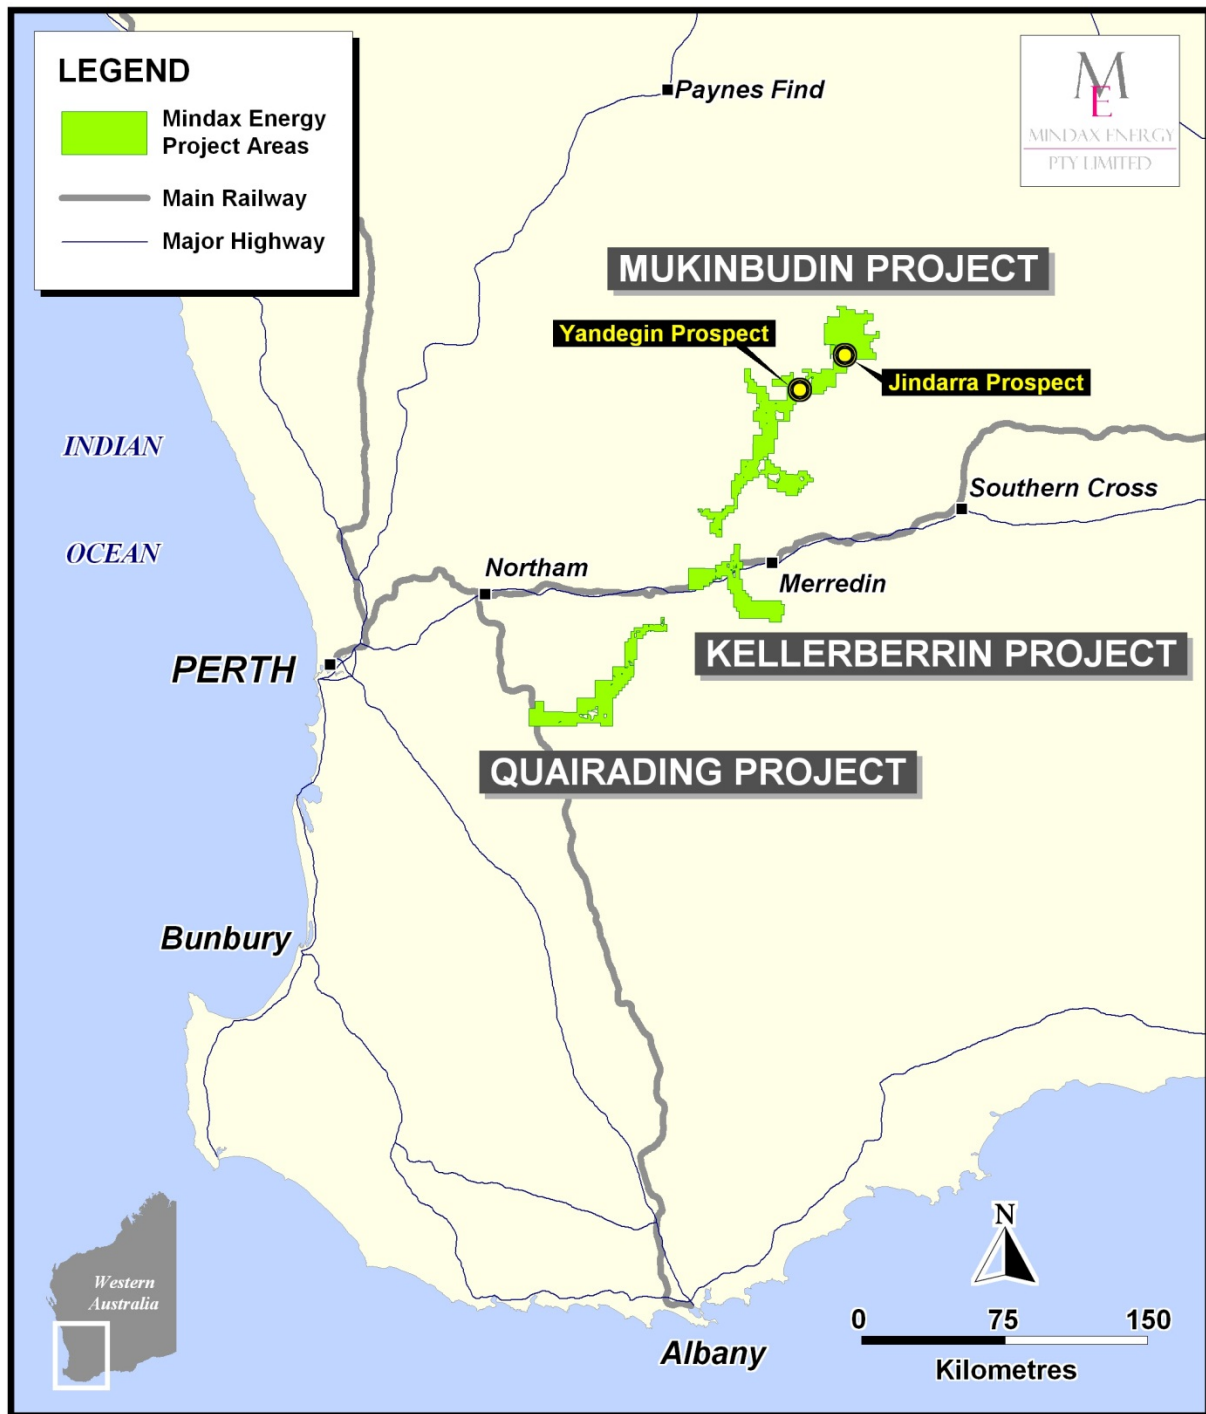 LEGEND
Mindax Energy
Project Areas
Main Railway
Major Highway
Paynes Find
ME
MINDAX ENERGY
PTY LIMITED
MUKINBUDIN PROJECT
Yandegin Prospect
Jindarra Prospect
INDIAN
OCEAN
Southern Cross
Northam
Merredin
PERTH
KELLERBERRIN PROJECT
QUAIRADING PROJECT
Bunbury
Albany
Western
Australia
N
0 75 150
Kilometres